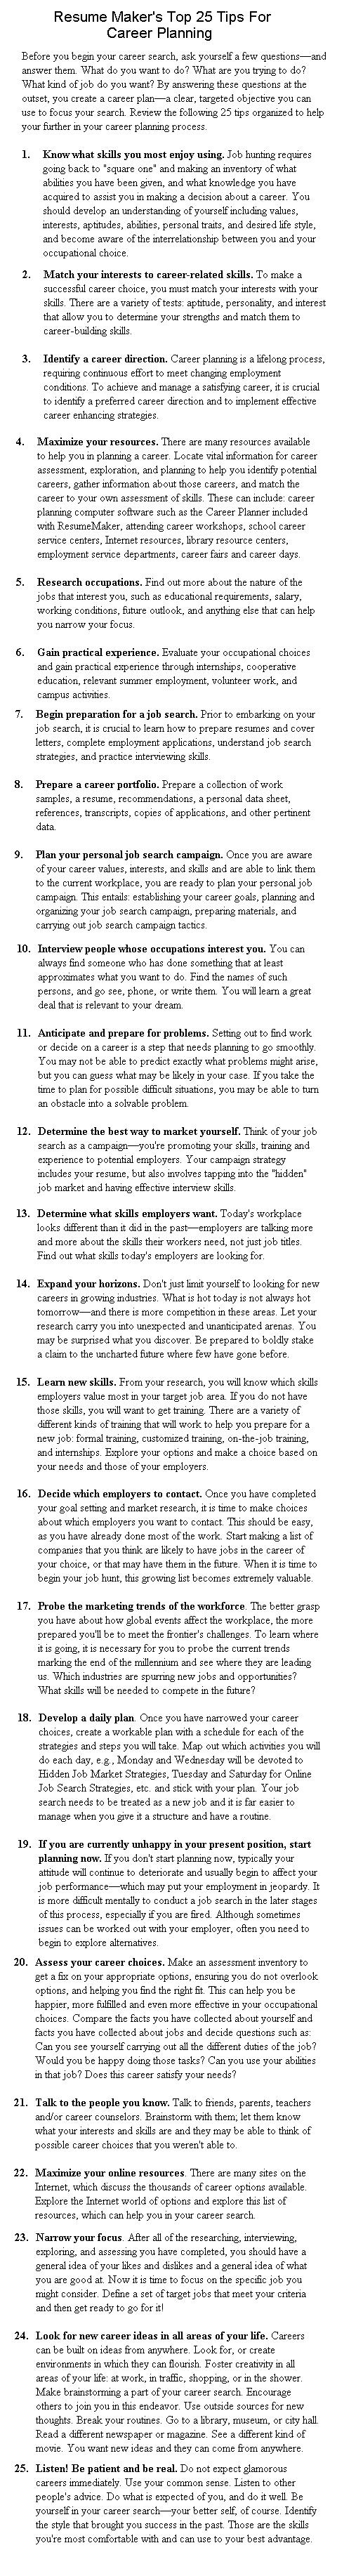 Resume Maker's Top 25 Tips For
Career Planning
Before you begin your career search, ask yourself a few questions—and
answer them. What do you want to do? What are you trying to do?
What kind of job do you want? By answering these questions at the
outset, you create a career plan—a clear, targeted objective you can
use to focus your search. Review the following 25 tips organized to help
your further in your career planning process.
1. Know what skills you most enjoy using. Job hunting requires
going back to "square one" and making an inventory of what
abilities you have been given, and what knowledge you have
acquired to assist you in making a decision about a career. You
should develop an understanding of yourself including values,
interests, aptitudes, abilities, personal traits, and desired life style,
and become aware of the interrelationship between you and your
occupational choice.
2. Match your interests to career-related skills. To make a
successful career choice, you must match your interests with your
skills. There are a variety of tests: aptitude, personality, and interest
that allow you to determine your strengths and match them to
career-building skills.
3. Identify a career direction. Career planning is a lifelong process,
requiring continuous effort to meet changing employment
conditions. To achieve and manage a satisfying career, it is crucial
to identify a preferred career direction and to implement effective
career enhancing strategies.
4. Maximize your resources. There are many resources available
to help you in planning a career. Locate vital information for career
assessment, exploration, and planning to help you identify potential
careers, gather information about those careers, and match the
career to your own assessment of skills. These can include: career
planning computer software such as the Career Planner included
with ResumeMaker, attending career workshops, school career
service centers, Internet resources, library resource centers,
employment service departments, career fairs and career days.
5. Research occupations. Find out more about the nature of the
jobs that interest you, such as educational requirements, salary,
working conditions, future outlook, and anything else that can help
you narrow your focus.
6. Gain practical experience. Evaluate your occupational choices
and gain practical experience through internships, cooperative
education, relevant summer employment, volunteer work, and
campus activities.
7. Begin preparation for a job search. Prior to embarking on your
job search, it is crucial to learn how to prepare resumes and cover
letters, complete employment applications, understand job search
strategies, and practice interviewing skills.
8. Prepare a career portfolio. Prepare a collection of work
samples, a resume, recommendations, a personal data sheet,
references, transcripts, copies of applications, and other pertinent
data.
9. Plan your personal job search campaign. Once you are aware
of your career values, interests, and skills and are able to link them
to the current workplace, you are ready to plan your personal job
campaign. This entails: establishing your career goals, planning and
organizing your job search campaign, preparing materials, and
carrying out job search campaign tactics.
10. Interview people whose occupations interest you. You can
always find someone who has done something that at least
approximates what you want to do. Find the names of such
persons, and go see, phone, or write them. You will learn a great
deal that is relevant to your dream.
11. Anticipate and prepare for problems. Setting out to find work
or decide on a career is a step that needs planning to go smoothly.
You may not be able to predict exactly what problems might arise,
but you can guess what may be likely in your case. If you take the
time to plan for possible difficult situations, you may be able to turn
an obstacle into a solvable problem.
12. Determine the best way to market yourself. Think of your job
search as a campaign—you're promoting your skills, training and
experience to potential employers. Your campaign strategy
includes your resume, but also involves tapping into the "hidden"
job market and having effective interview skills.
13. Determine what skills employers want. Today's workplace
looks different than it did in the past—employers are talking more
and more about the skills their workers need, not just job titles.
Find out what skills today's employers are looking for.
14. Expand your horizons. Don't just limit yourself to looking for new
careers in growing industries. What is hot today is not always hot
tomorrow—and there is more competition in these areas. Let your
research carry you into unexpected and unanticipated arenas. You
may be surprised what you discover. Be prepared to boldly stake
a claim to the uncharted future where few have gone before.
15. Learn new skills. From your research, you will know which skills
employers value most in your target job area. If you do not have
those skills, you will want to get training. There are a variety of
different kinds of training that will work to help you prepare for a
new job: formal training, customized training, on-the-job training,
and internships. Explore your options and make a choice based on
your needs and those of your employers.
16. Decide which employers to contact. Once you have completed
your goal setting and market research, it is time to make choices
about which employers you want to contact. This should be easy,
as you have already done most of the work. Start making a list of
companies that you think are likely to have jobs in the career of
your choice, or that may have them in the future. When it is time to
begin your job hunt, this growing list becomes extremely valuable.
17. Probe the marketing trends of the workforce. The better grasp
you have about how global events affect the workplace, the more
prepared you'll be to meet the frontier's challenges. To learn where
it is going, it is necessary for you to probe the current trends
marking the end of the millennium and see where they are leading
us. Which industries are spurring new jobs and opportunities?
What skills will be needed to compete in the future?
18. Develop a daily plan. Once you have narrowed your career
choices, create a workable plan with a schedule for each of the
strategies and steps you will take. Map out which activities you will
do each day, e.g., Monday and Wednesday will be devoted to
Hidden Job Market Strategies, Tuesday and Saturday for Online
Job Search Strategies, etc. and stick with your plan. Your job
search needs to be treated as a new job and it is far easier to
manage when you give it a structure and have a routine.
19. If you are currently unhappy in your present position, start
planning now. If you don't start planning now, typically your
attitude will continue to deteriorate and usually begin to affect your
job performance—which may put your employment in jeopardy. It
is more difficult mentally to conduct a job search in the later stages
of this process, especially if you are fired. Although sometimes
issues can be worked out with your employer, often you need to
begin to explore alternatives.
20. Assess your career choices. Make an assessment inventory to
get a fix on your appropriate options, ensuring you do not overlook
options, and helping you find the right fit. This can help you be
happier, more fulfilled and even more effective in your occupational
choices. Compare the facts you have collected about yourself and
facts you have collected about jobs and decide questions such as:
Can you see yourself carrying out all the different duties of the job?
Would you be happy doing those tasks? Can you use your abilities
in that job? Does this career satisfy your needs?
21. Talk to the people you know. Talk to friends, parents, teachers
and/or career counselors. Brainstorm with them; let them know
what your interests and skills are and they may be able to think of
possible career choices that you weren't able to.
22. Maximize your online resources. There are many sites on the
Internet, which discuss the thousands of career options available.
Explore the Internet world of options and explore this list of
resources, which can help you in your career search.
23. Narrow your focus. After all of the researching, interviewing,
exploring, and assessing you have completed, you should have a
general idea of your likes and dislikes and a general idea of what
you are good at. Now it is time to focus on the specific job you
might consider. Define a set of target jobs that meet your criteria
and then get ready to go for it!
24. Look for new career ideas in all areas of your life. Careers
can be built on ideas from anywhere. Look for, or create
environments in which they can flourish. Foster creativity in all
areas of your life: at work, in traffic, shopping, or in the shower.
Make brainstorming a part of your career search. Encourage
others to join you in this endeavor. Use outside sources for new
thoughts. Break your routines. Go to a library, museum, or city hall.
Read a different newspaper or magazine. See a different kind of
movie. You want new ideas and they can come from anywhere.
25. Listen! Be patient and be real. Do not expect glamorous
careers immediately. Use your common sense. Listen to other
people's advice. Do what is expected of you, and do it well. Be
yourself in your career search—your better self, of course. Identify
the style that brought you success in the past. Those are the skills
you're most comfortable with and can use to your best advantage.